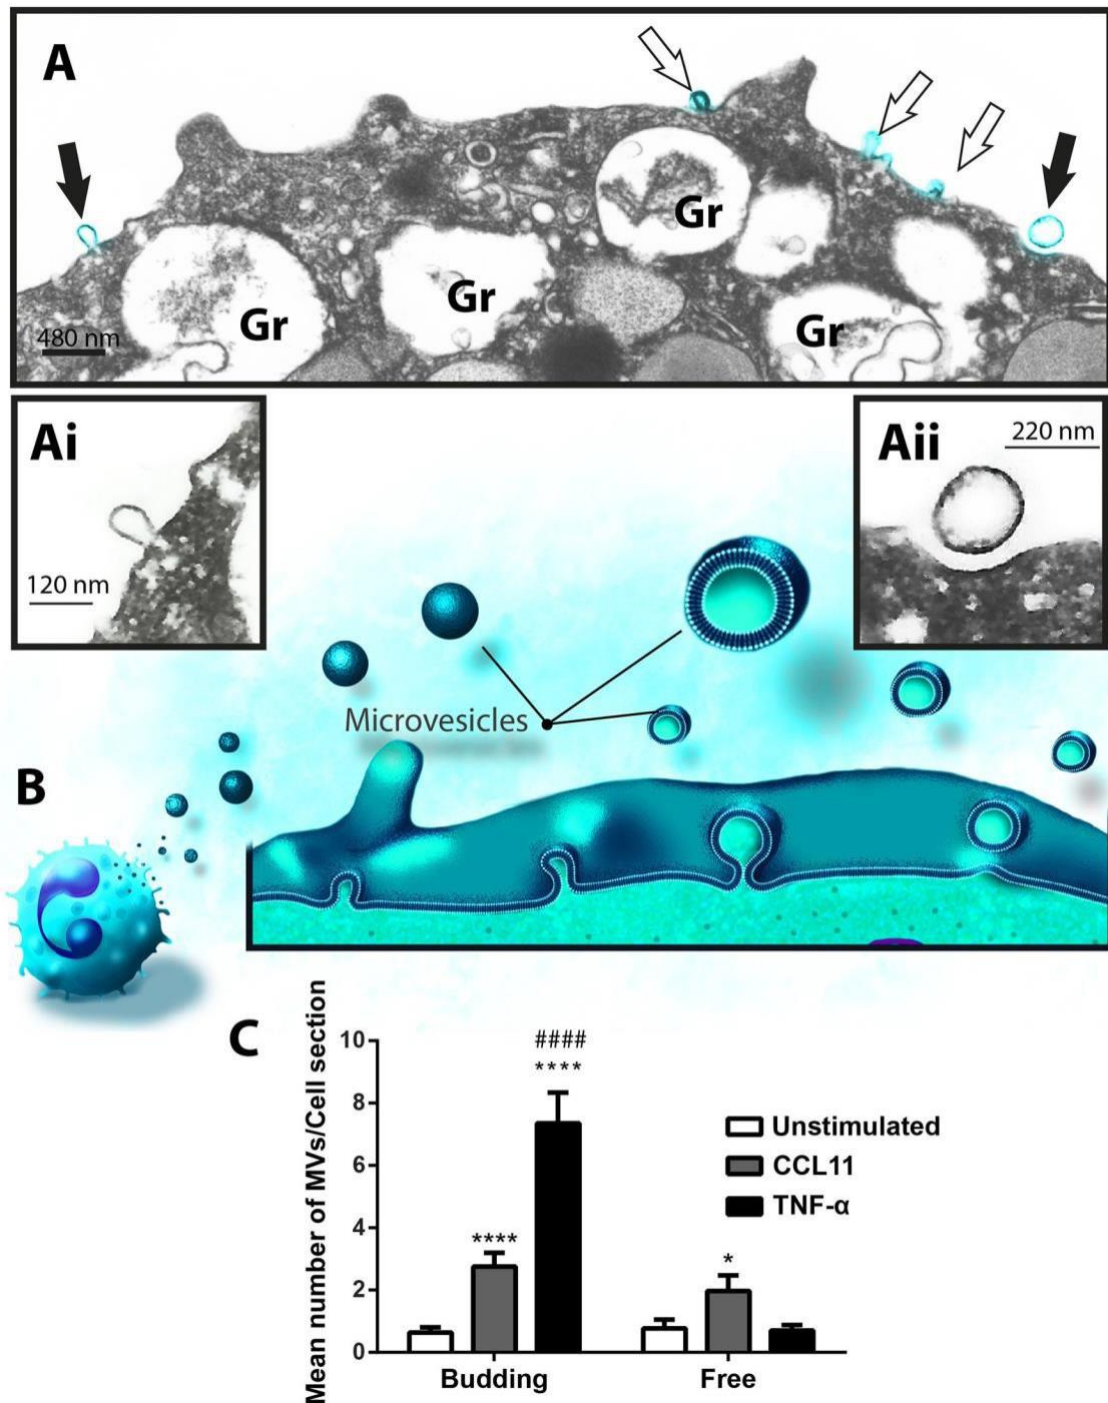 A
Gr
Gr
Gr
Gr
480 nm
Ai
120 nm
Aii
220 nm
Microvesicles
B
C
Mean number of MVs/Cell section
10
8
6
4
2
0
####
****
****
*
Unstimulated
CCL11
TNF-α
Budding
Free